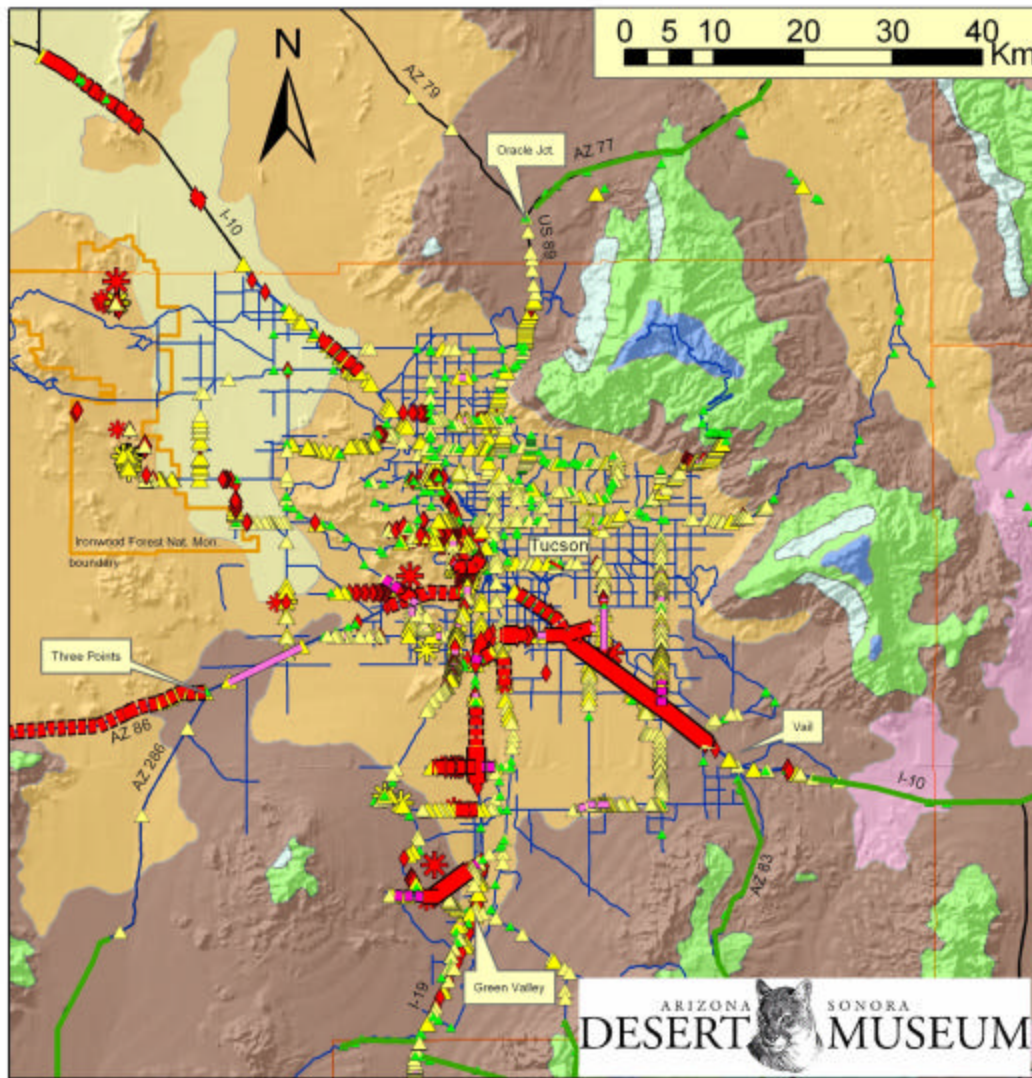 0 5 10 20 30 40
Km
N
AZ 79
Oracle Jct.
AZ 77
US 89
I-10
Ironwood Forest Nat. Mon.
boundary
Tucson
Three Points
AZ 86
AZ 286
Vail
I-10
AZ 83
Green Valley
I-19
ARIZONA SONORA
DESERT MUSEUM